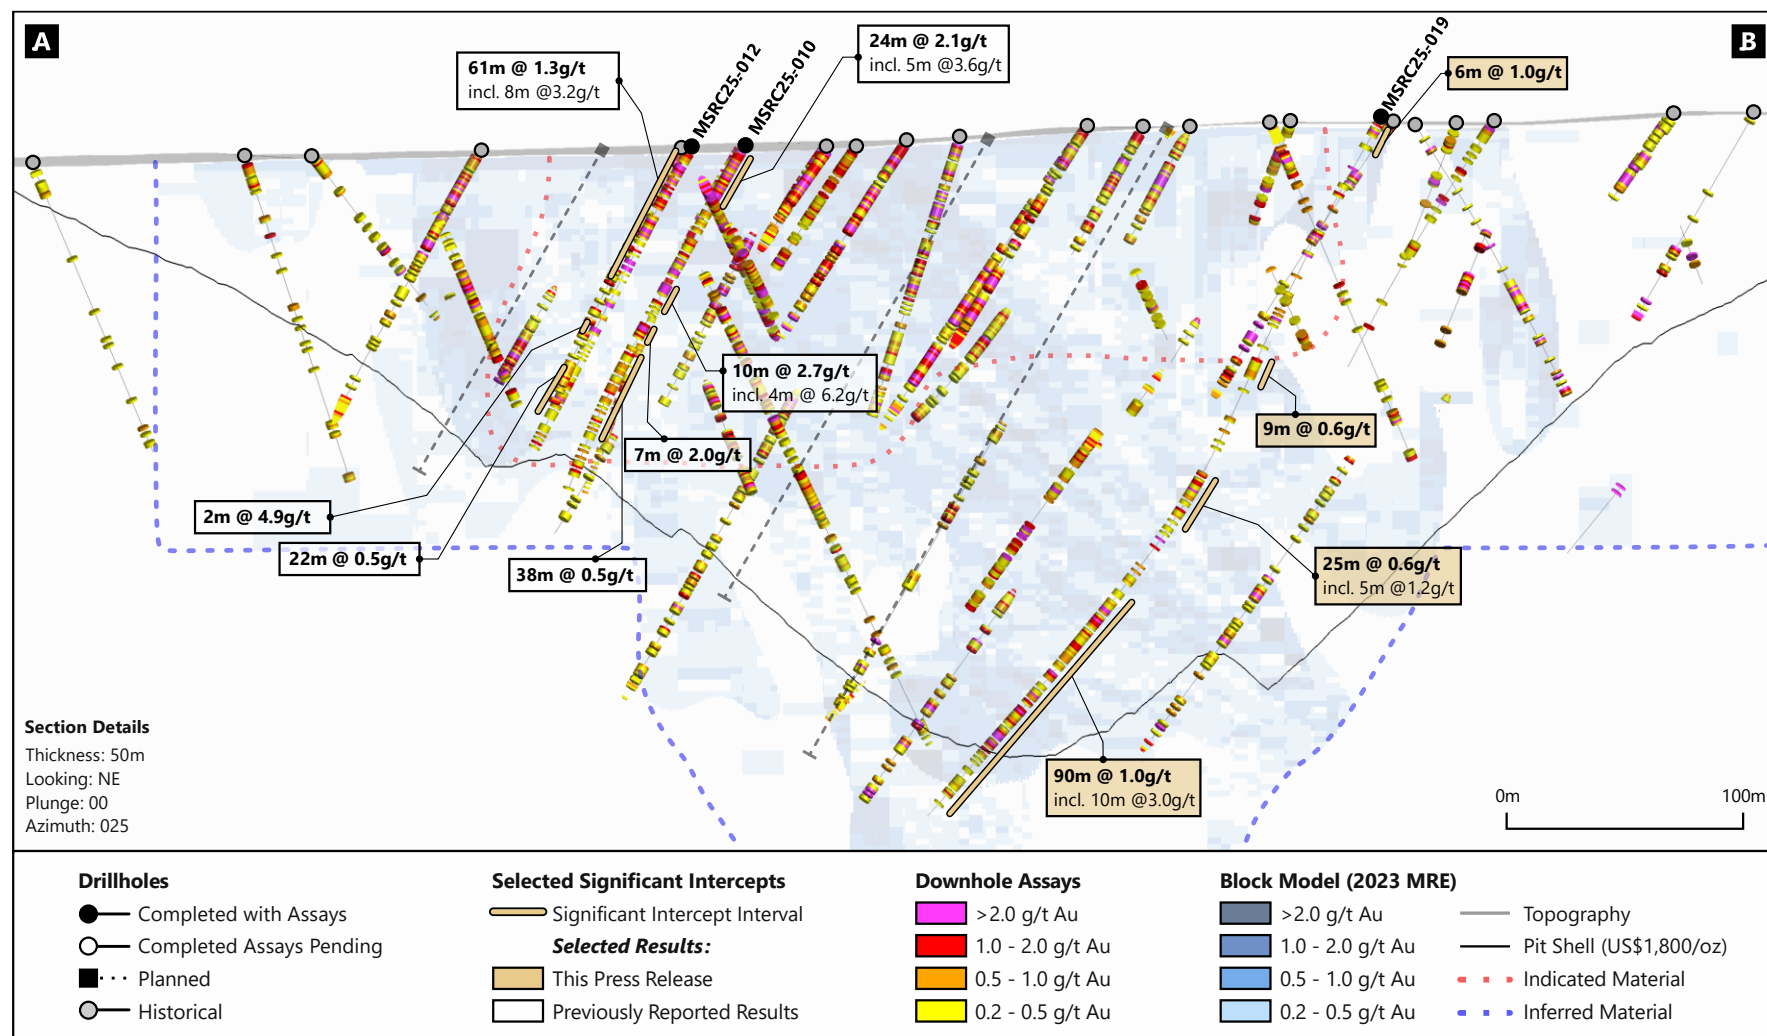 A
B
61m @ 1.3g/t
incl. 8m @3.2g/t
MSRC25-012
MSRC25-010
24m @ 2.1g/t
incl. 5m @3.6g/t
MSRC25-019
6m @ 1.0g/t
10m @ 2.7g/t
incl. 4m @ 6.2g/t
7m @ 2.0g/t
9m @ 0.6g/t
2m @ 4.9g/t
22m @ 0.5g/t
38m @ 0.5g/t
25m @ 0.6g/t
incl. 5m @1.2g/t
90m @ 1.0g/t
incl. 10m @3.0g/t
Section Details
Thickness: 50m
Looking: NE
Plunge: 00
Azimuth: 025
0m 100m
Drillholes
Completed with Assays
Completed Assays Pending
Planned
Historical
Selected Significant Intercepts
Significant Intercept Interval
Selected Results:
This Press Release
Previously Reported Results
Downhole Assays
>2.0 g/t Au
1.0 - 2.0 g/t Au
0.5 - 1.0 g/t Au
0.2 - 0.5 g/t Au
Block Model (2023 MRE)
>2.0 g/t Au
1.0 - 2.0 g/t Au
0.5 - 1.0 g/t Au
0.2 - 0.5 g/t Au
Topography
Pit Shell (US$1,800/oz)
Indicated Material
Inferred Material